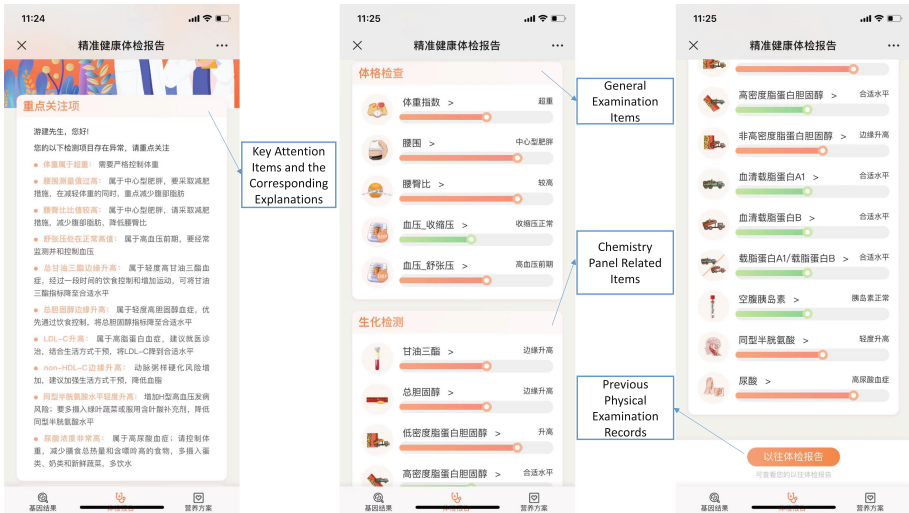 11:24
精准健康体检报告
重点关注项
游建先生，您好!
您的以下检测项目存在异常，请重点关注
体重属于超重： 需要严格控制体重
腰围测量值过高： 属于中心型肥胖，要采取减肥
措施，在减轻体重的同时，重点减少腹部脂肪
腰臀比比值较高： 属于中心型肥胖，请采取减肥
措施，减少腹部脂肪，降低腰臀比
舒张压处在正常高值： 属于高血压前期，要经常
监测并和控制血压
总甘油三酯边缘升高： 属于轻度高甘油三酯血
症，经过一段时间的饮食控制和增加运动，可将甘油
三酯指标降至合适水平
总胆固醇边缘升高： 属于轻度高胆固醇血症，优
先通过饮食控制，将总胆固醇指标降至合适水平
LDL-C升高： 属于高脂蛋白血症，建议就医诊
治，结合生活方式干预，将LDL-C降到合适水平
non-HDL-C边缘升高： 动脉粥样硬化风险增
加，建议加强生活方式干预，降低血脂
同型半胱氨酸水平轻度升高： 增加H型高血压发病
风险；要多摄入绿叶蔬菜或服用含叶酸补充剂，降低
同型半胱氨酸水平
尿酸浓度非常高： 属于高尿酸血症；请控制体
重，减少膳食总热量和含嘌呤高的食物，多摄入蛋
类、奶类和新鲜蔬菜，多饮水
基因结果
体检报告
营养方案
Key Attention
Items and the
Corresponding
Explanations
11:25
精准健康体检报告
体格检查
体重指数 > 超重
腰围 > 中心型肥胖
腰臀比 > 较高
血压_收缩压 > 收缩压正常
血压_舒张压 > 高血压前期
生化检测
甘油三酯 > 边缘升高
总胆固醇 > 边缘升高
低密度脂蛋白胆固醇 > 升高
高密度脂蛋白胆固醇 > 合适水平
基因结果
体检报告
营养方案
General
Examination
Items
Chemistry
Panel Related
Items
Previous
Physical
Examination
Records
11:25
精准健康体检报告
高密度脂蛋白胆固醇 > 合适水平
非高密度脂蛋白胆固醇 > 边缘升高
血清载脂蛋白A1 > 合适水平
血清载脂蛋白B > 合适水平
载脂蛋白A1/载脂蛋白B > 合适水平
空腹胰岛素 > 胰岛素正常
同型半胱氨酸 > 轻度升高
尿酸 > 高尿酸血症
以往体检报告
可查看您的以往体检报告
基因结果
体检报告
营养方案